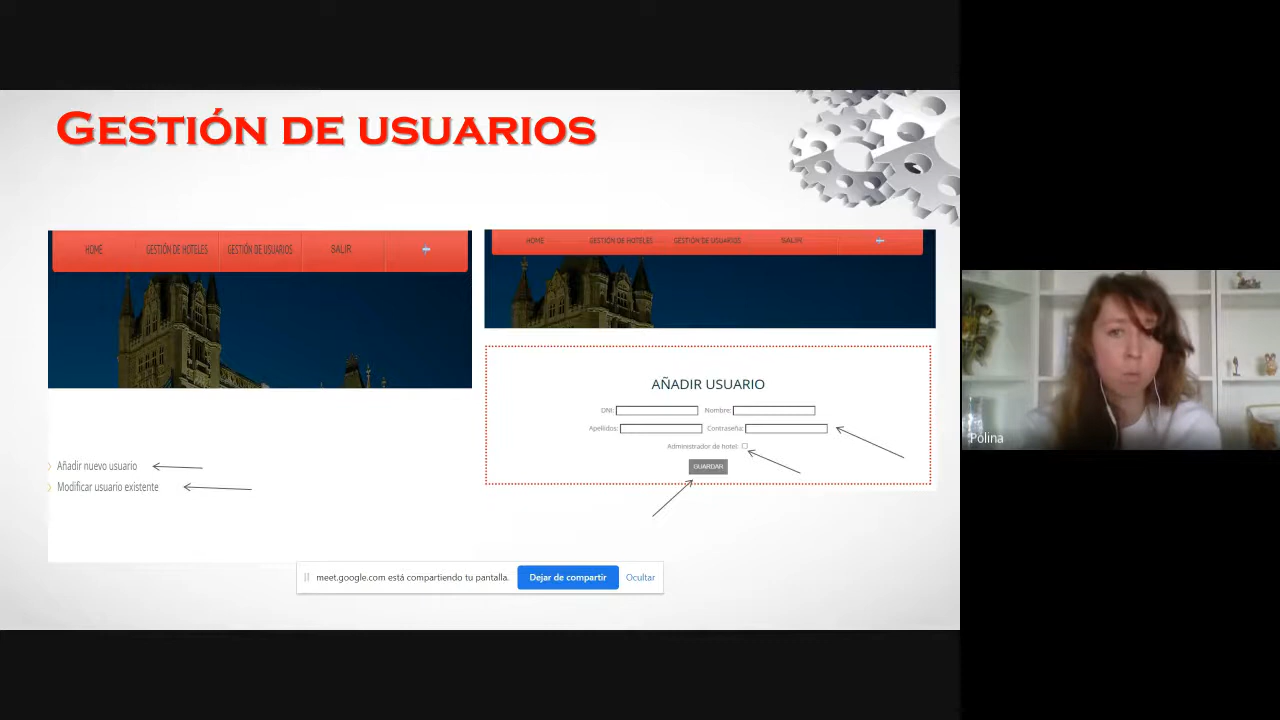 GESTIÓN DE USUARIOS
HOME GESTIÓN DE HOTELES GESTIÓN DE USUARIOS SALIR
HOME GESTIÓN DE HOTELES GESTIÓN DE USUARIOS SALIR
AÑADIR USUARIO
DNI: Nombre:
Apellidos: Contraseña:
Administrador de hotel:
GUARDAR
Añadir nuevo usuario
Modificar usuario existente
meet.google.com está compartiendo tu pantalla. Dejar de compartir Ocultar
Polina